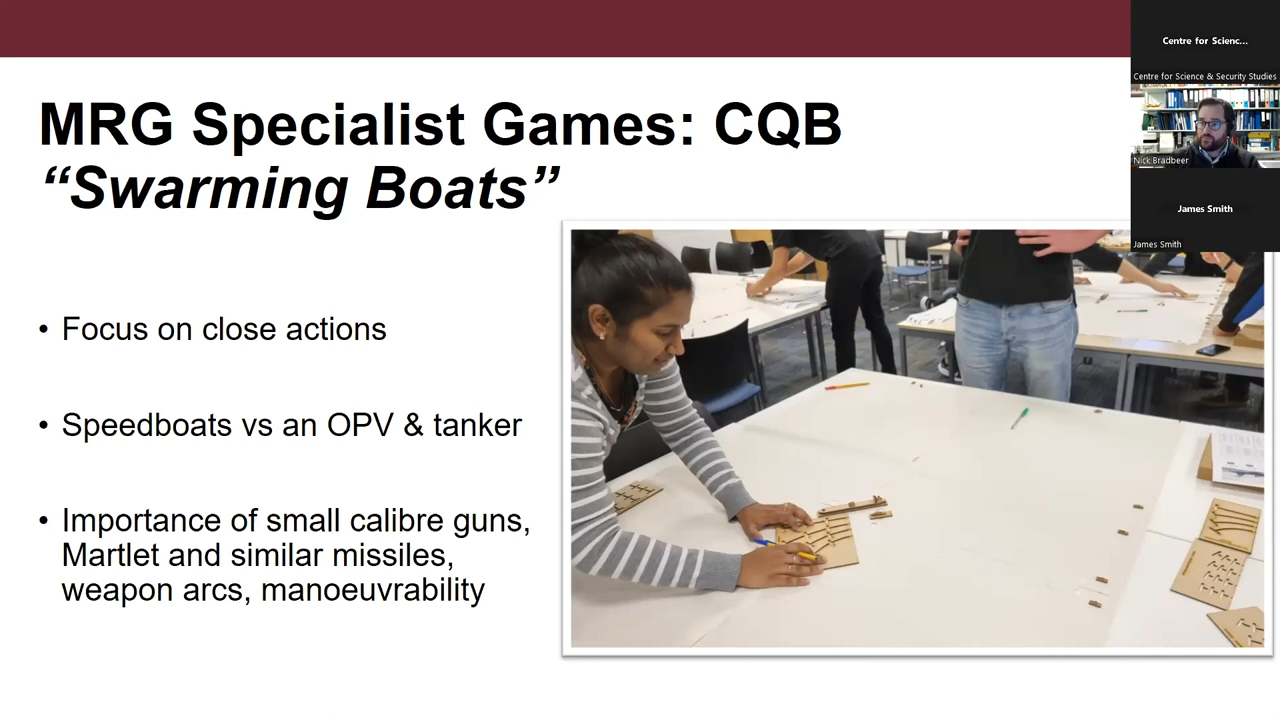 MRG Specialist Games: CQB
“Swarming Boats”
• Focus on close actions
• Speedboats vs an OPV & tanker
• Importance of small calibre guns,
Martlet and similar missiles,
weapon arcs, manoeuvrability
Centre for Scienc...
Centre for Science & Security Studies
Nick Bradbeer
James Smith
James Smith